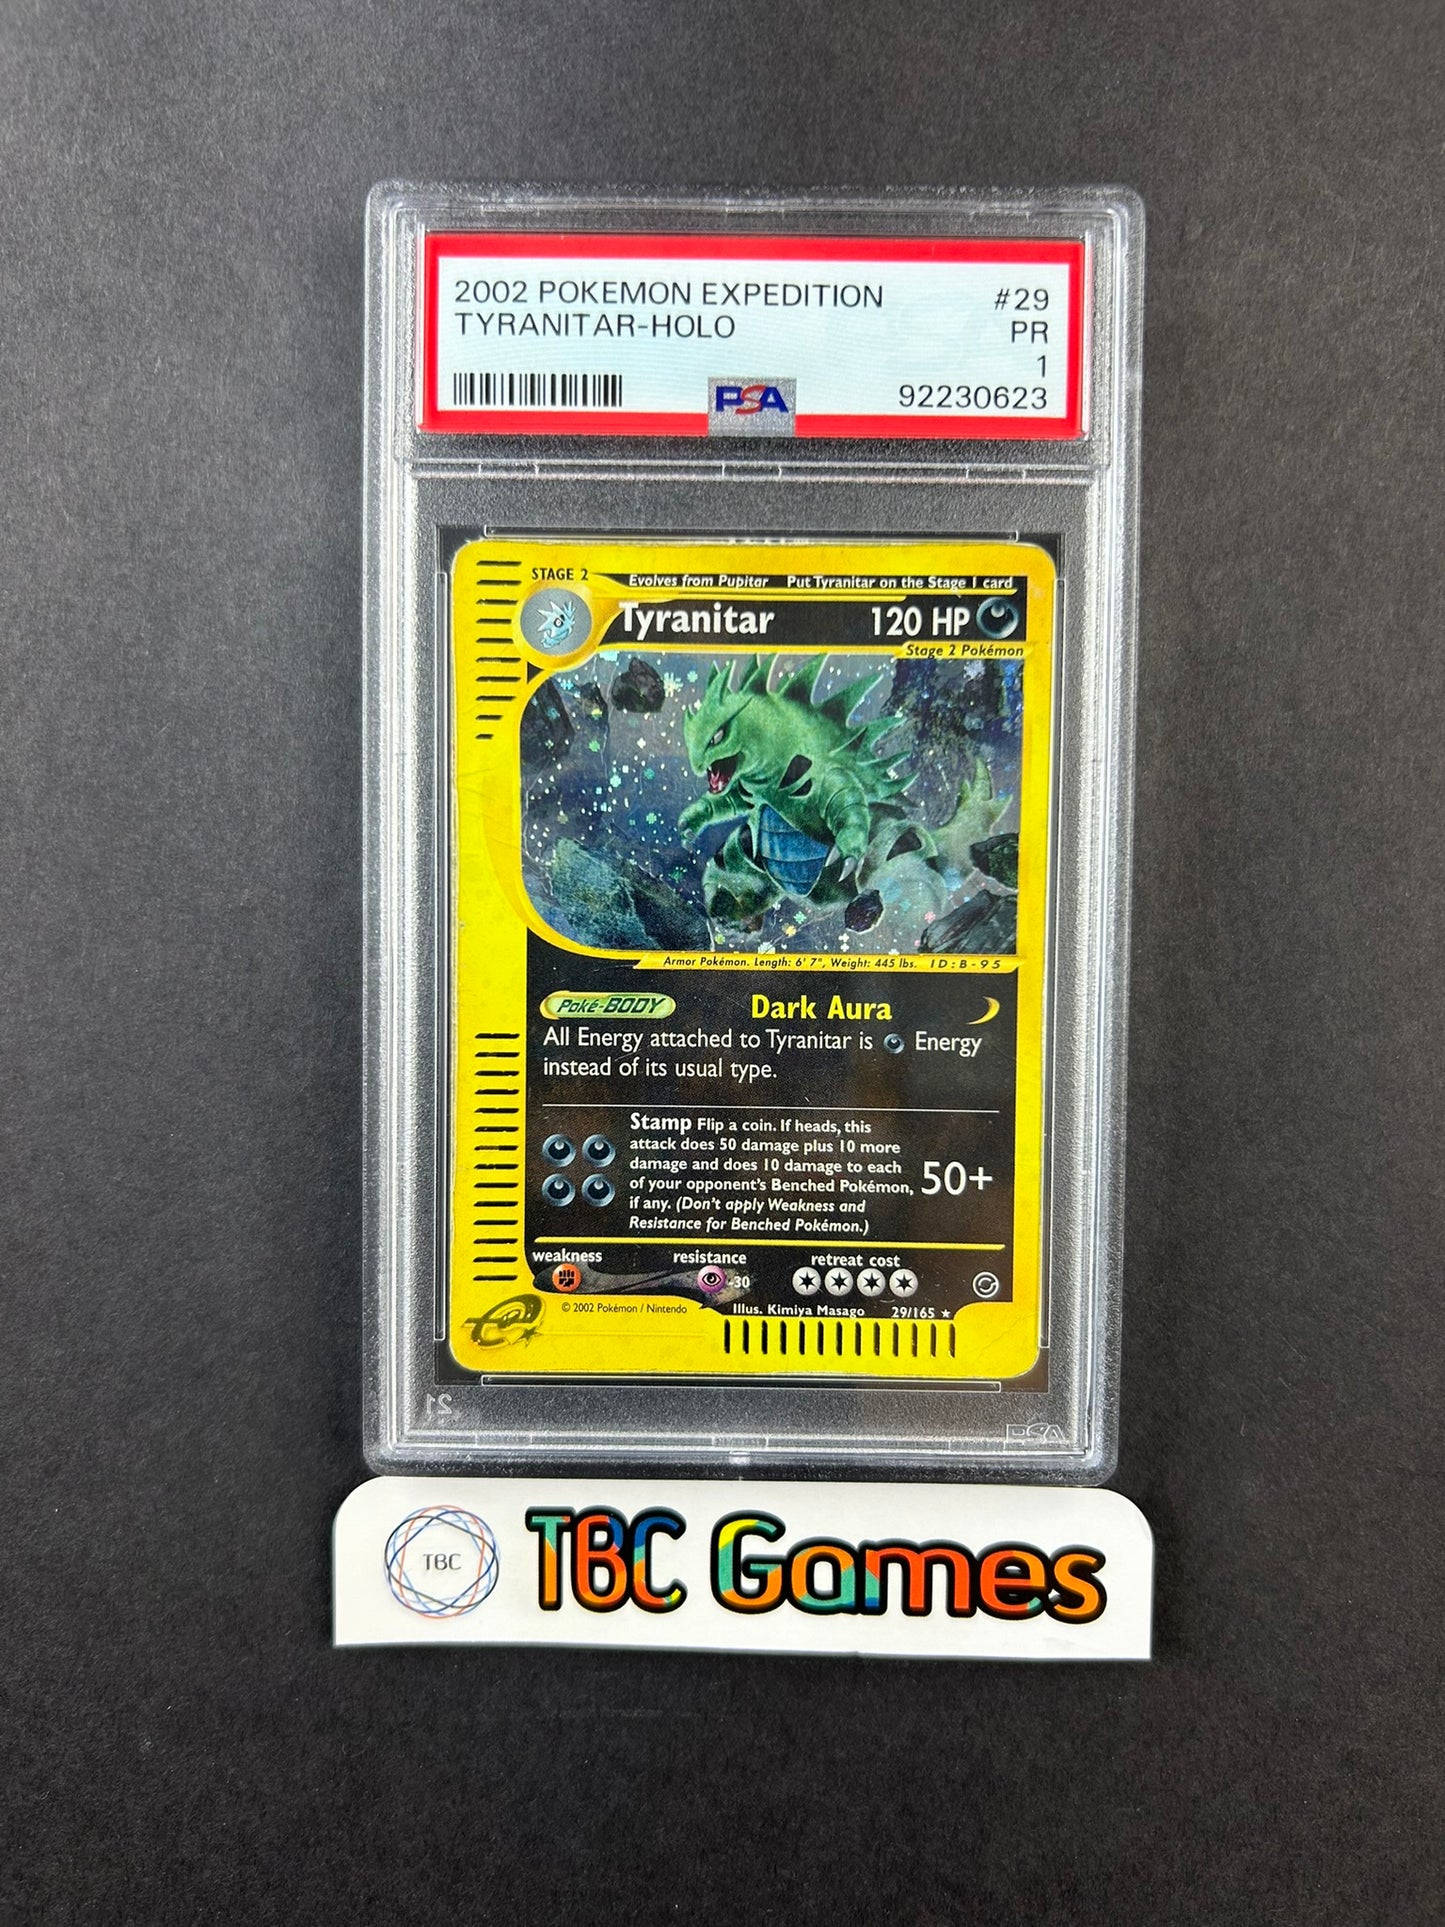 2002 POKEMON EXPEDITION #29
TYRANITAR-HOLO PR
1
PSA 92230623
STAGE 2 Evolves from Pupitar Put Tyranitar on the Stage 1 card
Tyranitar 120 HP
Stage 2 Pokémon
Armor Pokémon. Length: 6' 7", Weight: 445 lbs. ID:B-95
Poké-BODY Dark Aura
All Energy attached to Tyranitar is Energy
instead of its usual type.
Stamp Flip a coin. If heads, this
attack does 50 damage plus 10 more
damage and does 10 damage to each
of your opponent's Benched Pokémon, 50+
if any. (Don't apply Weakness and
Resistance for Benched Pokémon.)
weakness resistance retreat cost
-30
© 2002 Pokémon / Nintendo Illus. Kimiya Masago 29/165 ★
21 PSA
TBC TBC Games